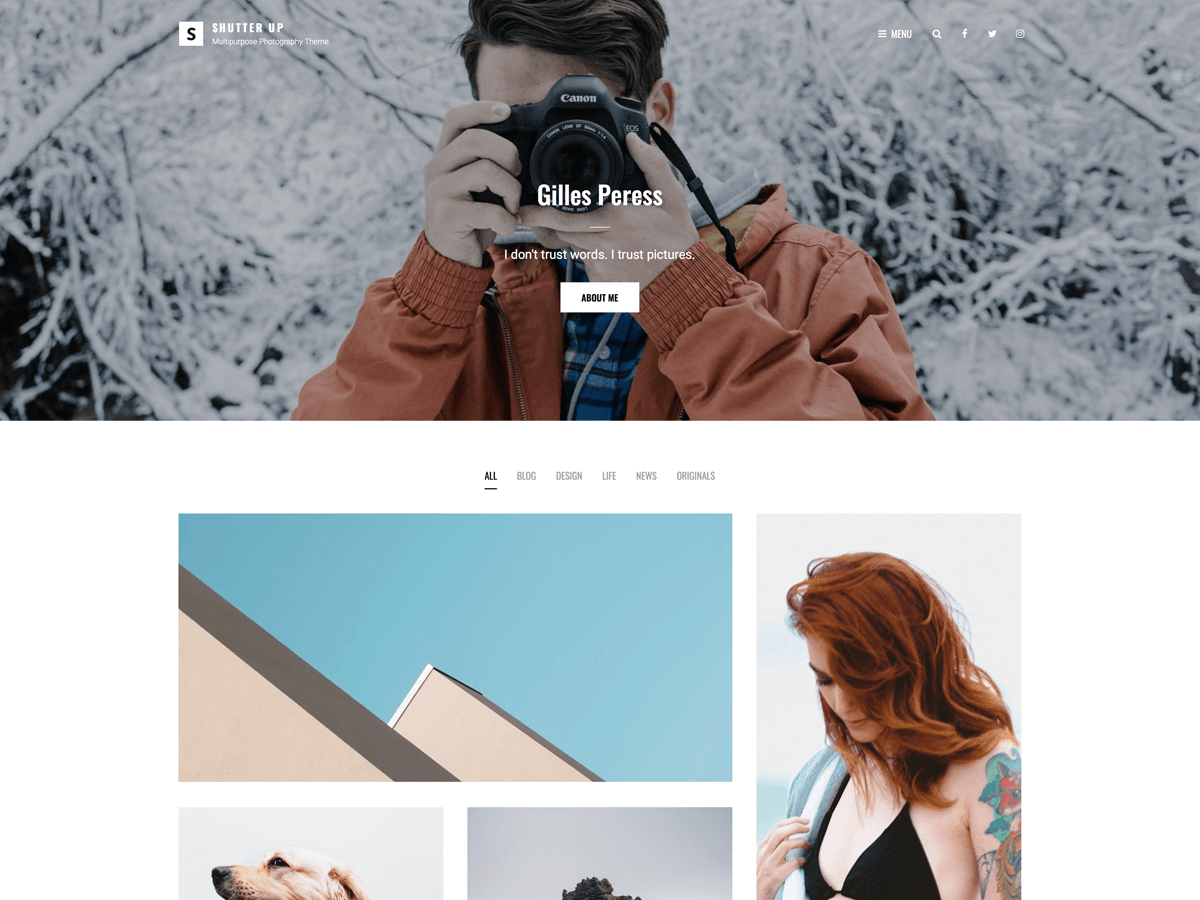 S
SHUTTER UP
Multipurpose Photography Theme
MENU
Canon
EOS
Gilles Peress
I don't trust words. I trust pictures.
ABOUT ME
ALL BLOG DESIGN LIFE NEWS ORIGINALS